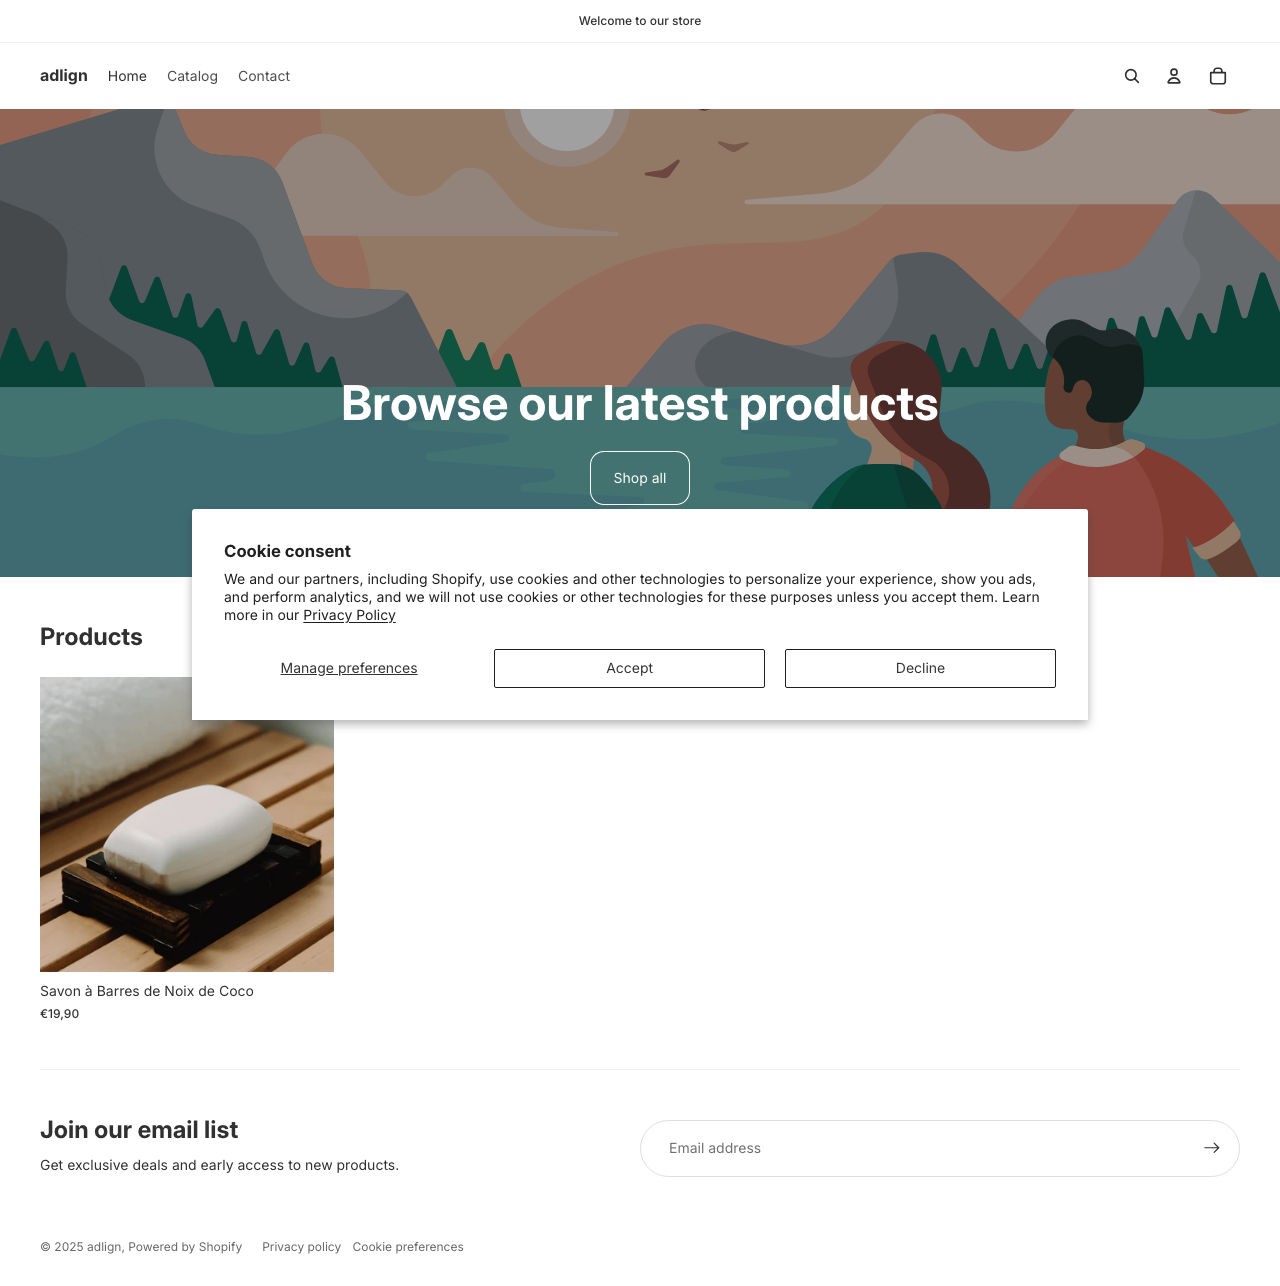 Welcome to our store
adlign Home Catalog Contact
Browse our latest products
Shop all
Cookie consent
We and our partners, including Shopify, use cookies and other technologies to personalize your experience, show you ads,
and perform analytics, and we will not use cookies or other technologies for these purposes unless you accept them. Learn
more in our Privacy Policy
Manage preferences Accept Decline
Products
Savon à Barres de Noix de Coco
€19,90
Join our email list
Get exclusive deals and early access to new products.
Email address
© 2025 adlign, Powered by Shopify Privacy policy Cookie preferences